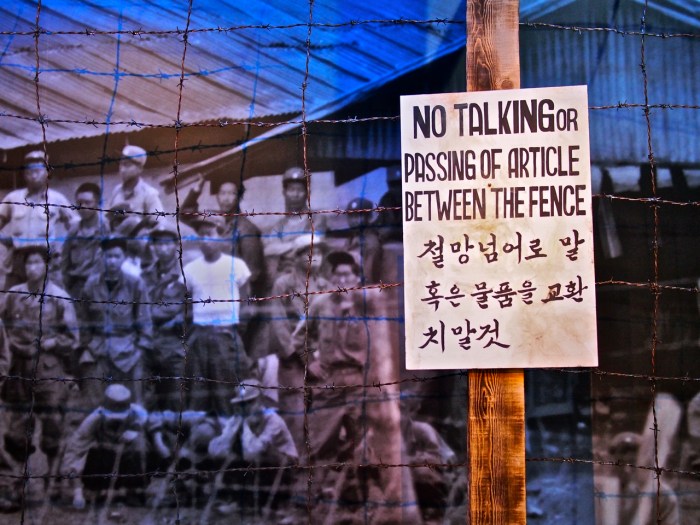 NO TALKING OR
PASSING OF ARTICLE
BETWEEN THE FENCE
철망넘어로 말
혹은 물품을 교환
치말것